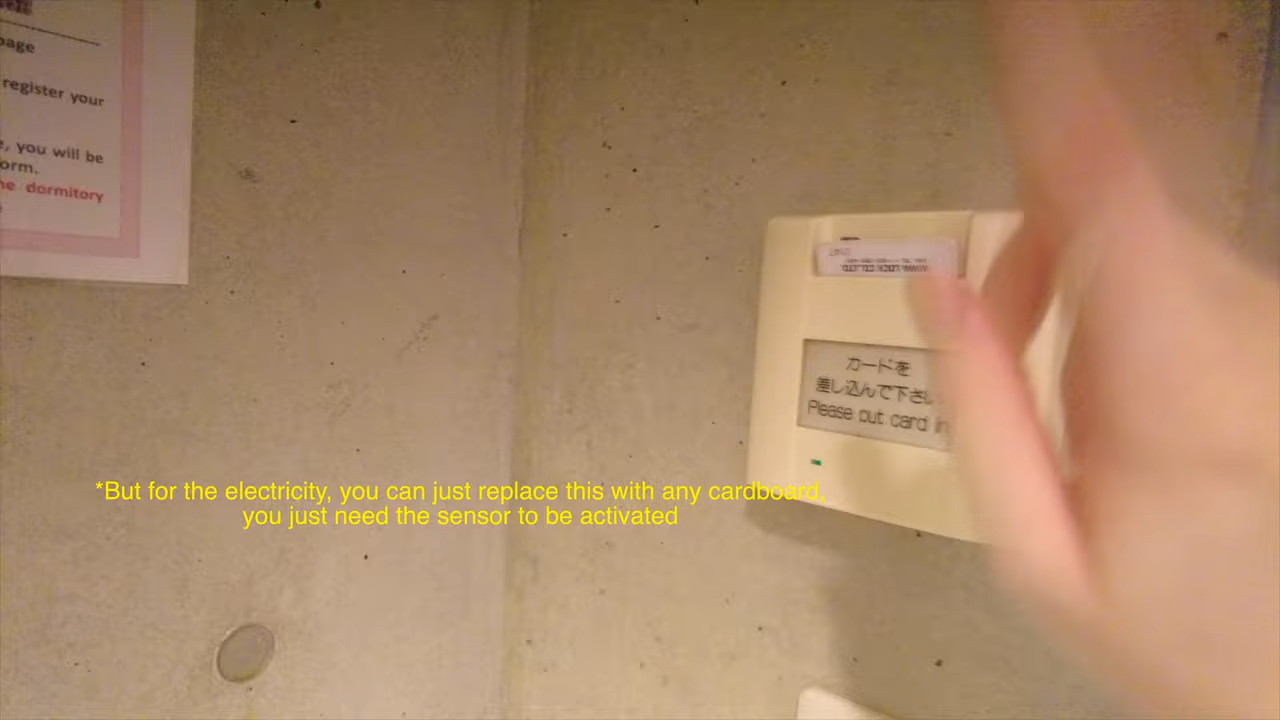 page
register your
, you will be
orm.
he dormitory
カードを
差し込んで下さい
Please put card in
*But for the electricity, you can just replace this with any cardboard,
you just need the sensor to be activated